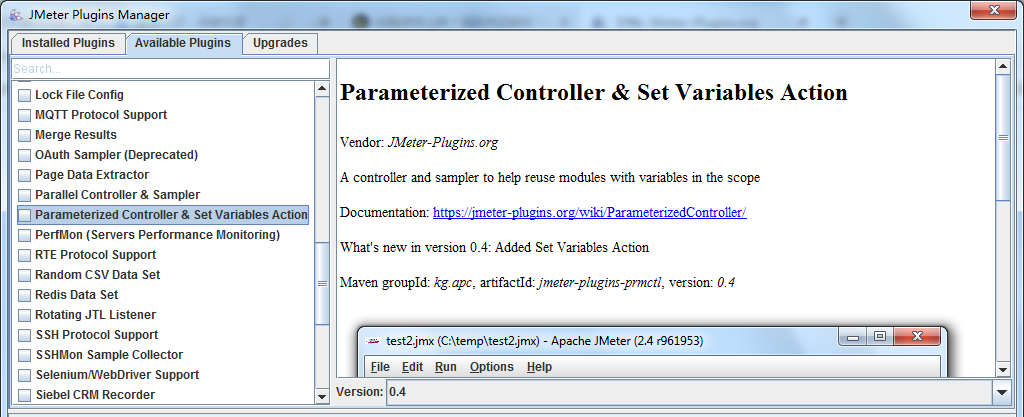 JMeter Plugins Manager
Installed Plugins Available Plugins Upgrades
Search...
Lock File Config
MQTT Protocol Support
Merge Results
OAuth Sampler (Deprecated)
Page Data Extractor
Parallel Controller & Sampler
Parameterized Controller & Set Variables Action
PerfMon (Servers Performance Monitoring)
RTE Protocol Support
Random CSV Data Set
Redis Data Set
Rotating JTL Listener
SSH Protocol Support
SSHMon Sample Collector
Selenium/WebDriver Support
Siebel CRM Recorder
Parameterized Controller & Set Variables Action
Vendor: JMeter-Plugins.org
A controller and sampler to help reuse modules with variables in the scope
Documentation: https://jmeter-plugins.org/wiki/ParameterizedController/
What's new in version 0.4: Added Set Variables Action
Maven groupId: kg.apc, artifactId: jmeter-plugins-prmctl, version: 0.4
test2.jmx (C:\temp\test2.jmx) - Apache JMeter (2.4 r961953)
File Edit Run Options Help
Version: 0.4